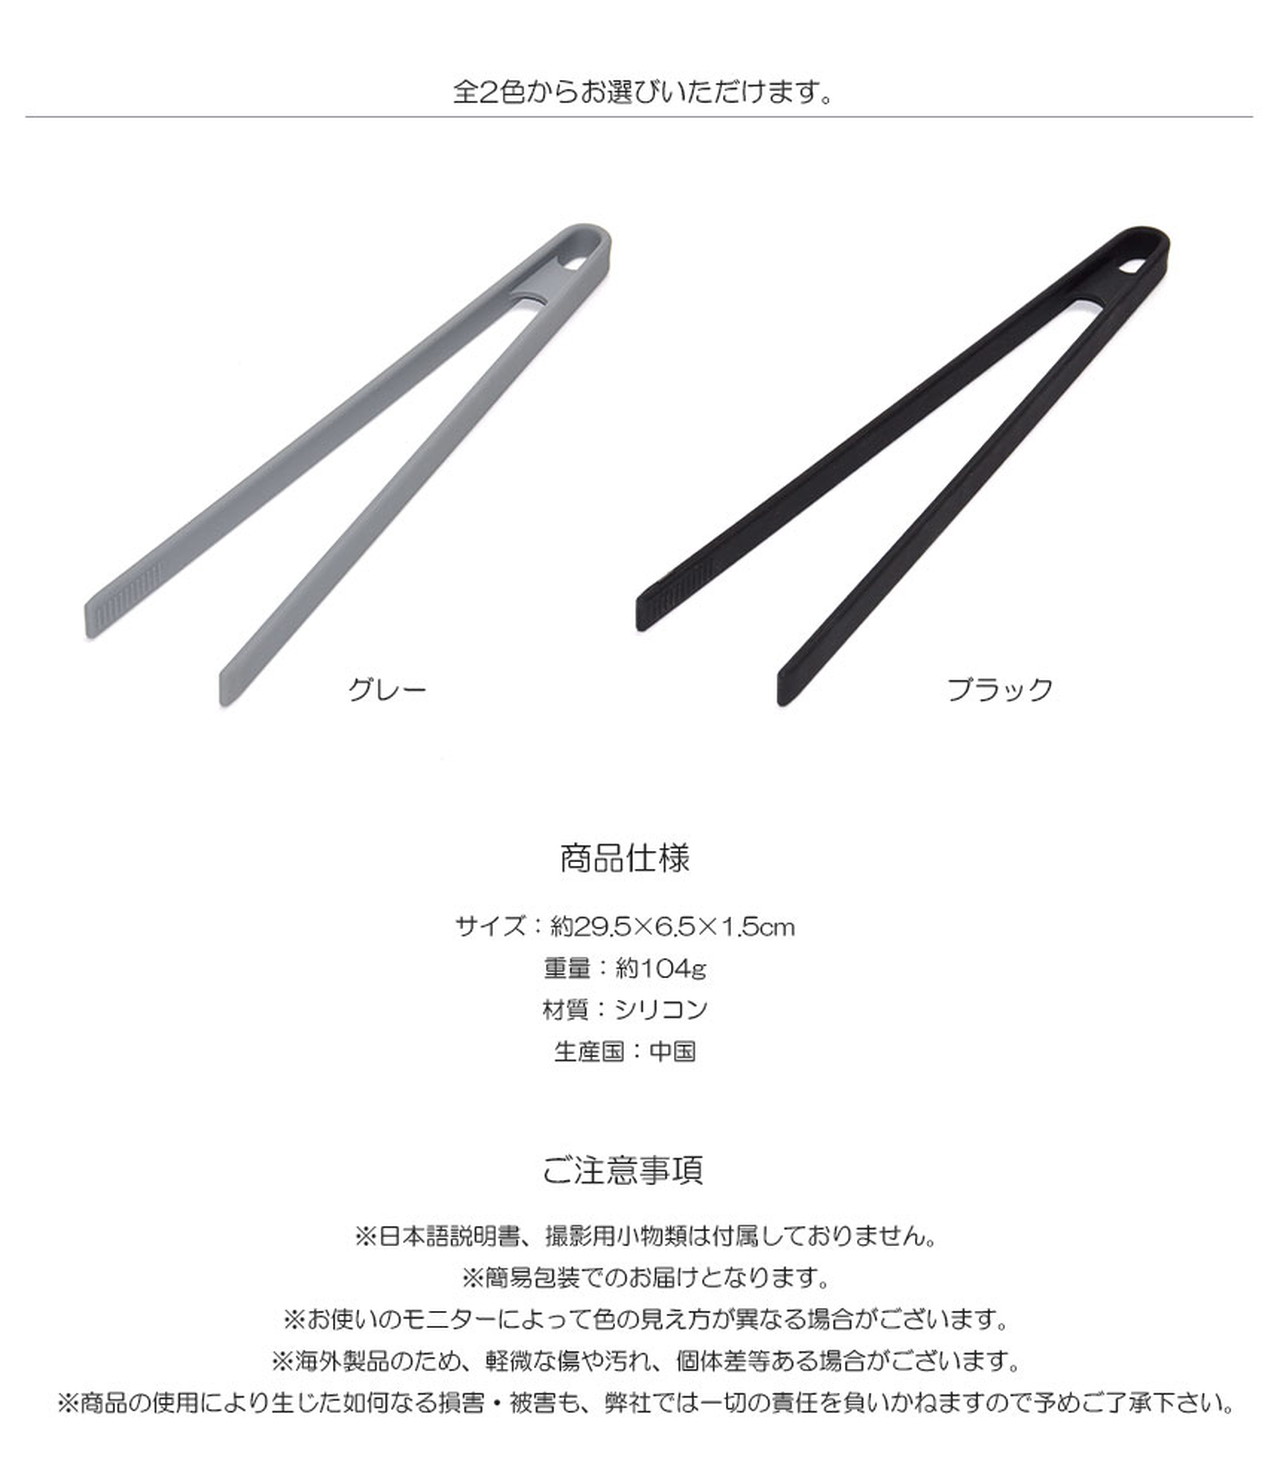 全2色からお選びいただけます。
グレー
ブラック
商品仕様
サイズ：約29.5×6.5×1.5cm
重量：約104g
材質：シリコン
生産国：中国
ご注意事項
※日本語説明書、撮影用小物類は付属しておりません。
※簡易包装でのお届けとなります。
※お使いのモニターによって色の見え方が異なる場合がございます。
※海外製品のため、軽微な傷や汚れ、個体差等ある場合がございます。
※商品の使用により生じた如何なる損害・被害も、弊社では一切の責任を負いかねますので予めご了承下さい。